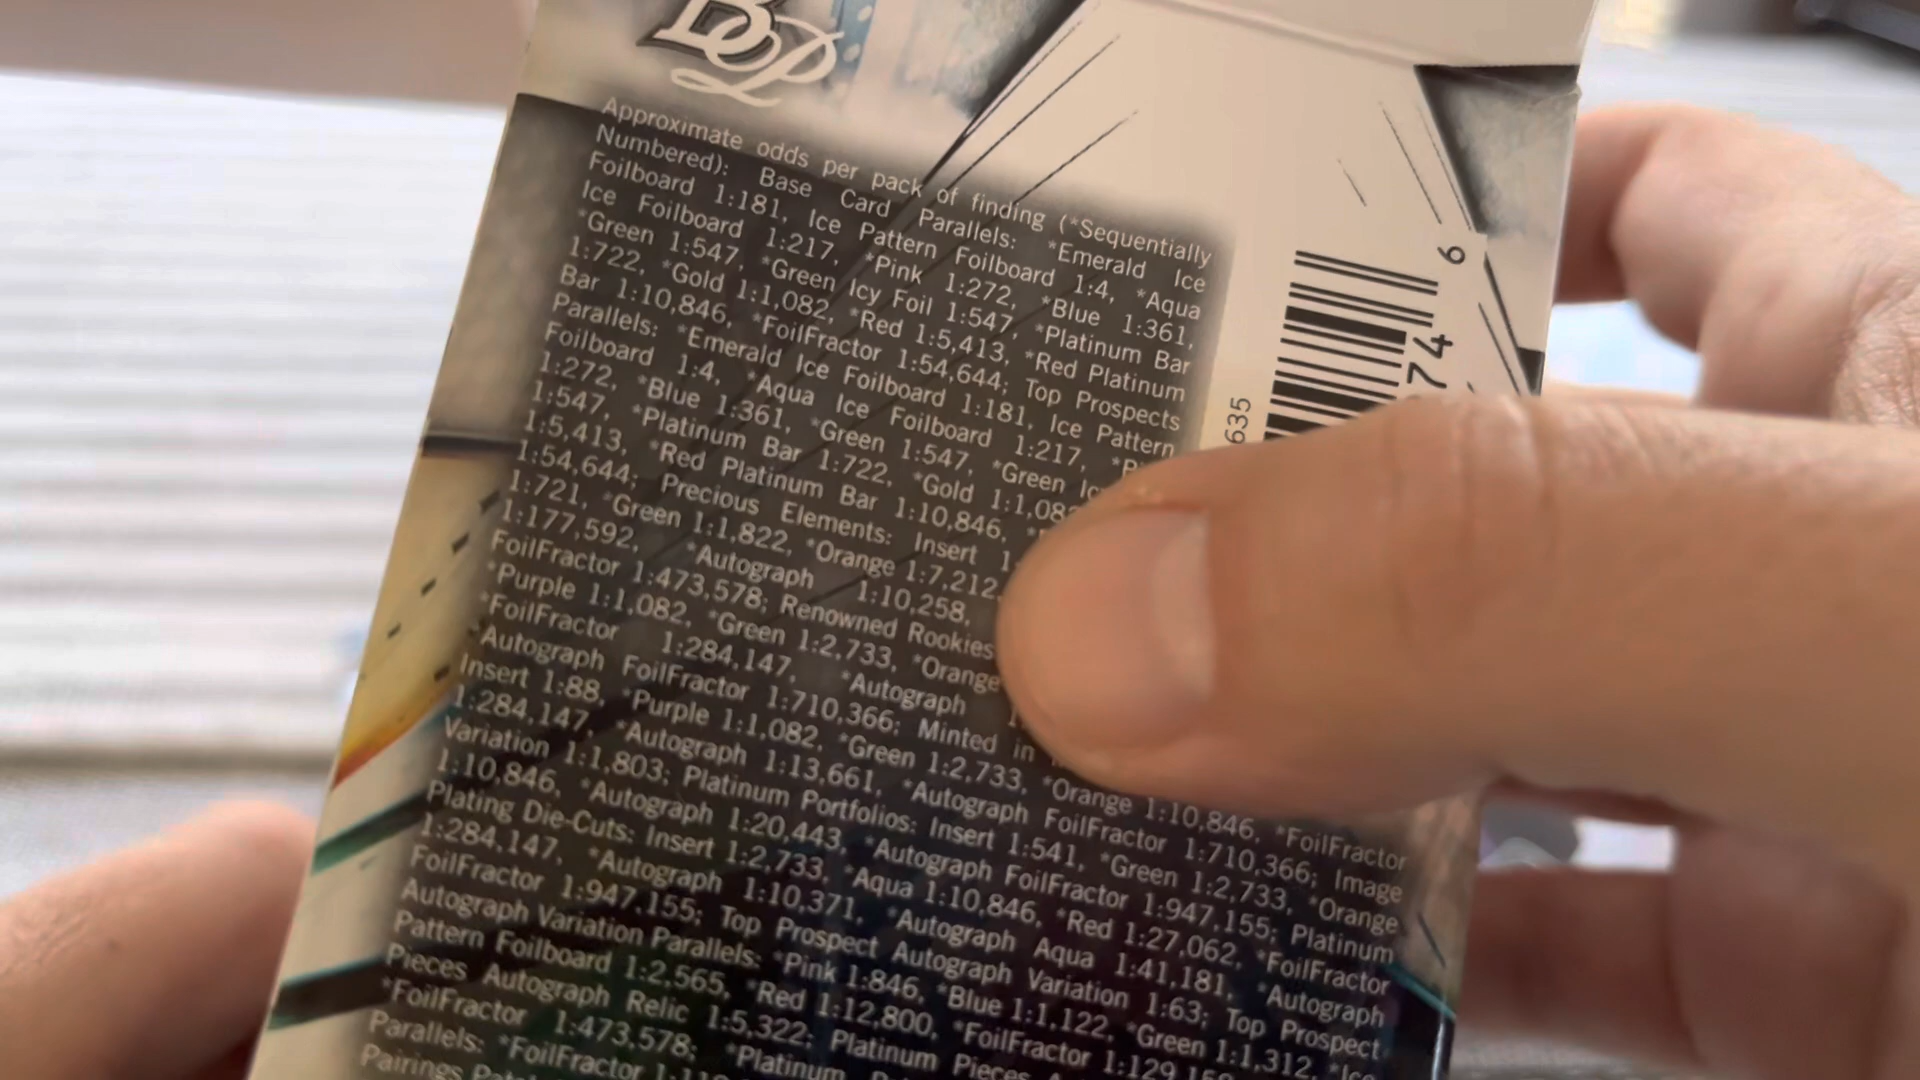 BP
Approximate odds per pack of finding (*Sequentially
Numbered): Base Card Parallels: *Emerald Ice
Foilboard 1:181, Ice Pattern Foilboard 1:4, *Aqua
Ice Foilboard 1:217, *Pink 1:272, *Blue 1:361,
*Green 1:547, *Green Icy Foil 1:547, *Platinum Bar
1:722, *Gold 1:1,082, *Red 1:5,413, *Red Platinum
Bar 1:10,846, *FoilFractor 1:54,644; Top Prospects
Parallels: *Emerald Ice Foilboard 1:181, Ice Pattern
Foilboard 1:4, *Aqua Ice Foilboard 1:217,
1:272, *Blue 1:361, *Green 1:547, *Green
1:547, *Platinum Bar 1:722, *Gold
1:5,413, *Red Platinum Bar 1:10,846,
1:54,644; Precious Elements: Insert
1:721, *Green 1:1,822, *Orange 1:7,212,
1:177,592, *Autograph 1:10,258,
FoilFractor 1:473,578; Renowned Rookies
*Purple 1:1,082, *Green 1:2,733, *Orange
*FoilFractor 1:284,147, *Autograph
Autograph FoilFractor 1:710,366; Minted in
Insert 1:88 *Purple 1:1,082, *Green 1:2,733, *Orange 1:10,846, *FoilFractor
1:284,147, *Autograph 1:13,661, *Autograph FoilFractor 1:710,366; Image
Variation 1:1,803; Platinum Portfolios: Insert 1:541, *Green 1:2,733, *Orange
1:10,846, *Autograph 1:20,443, *Autograph FoilFractor 1:947,155; Platinum
Plating Die-Cuts: Insert 1:2,733, *Aqua 1:10,846, *Red 1:27,062, *FoilFractor
1:284,147, *Autograph 1:10,371, *Autograph Aqua 1:41,181, *Autograph
FoilFractor 1:947,155; Top Prospect Autograph Variation 1:63; Top Prospect
Autograph Variation Parallels: *Pink 1:846, *Blue 1:1,122, *Green 1:1,312, *Ice
Pattern Foilboard 1:2,565, *Red 1:12,800, *FoilFractor
Pieces Autograph Relic 1:5,322; Platinum Pieces
*FoilFractor 1:473,578; *Platinum
Parallels: *FoilFractor
Pairings
6
74
635